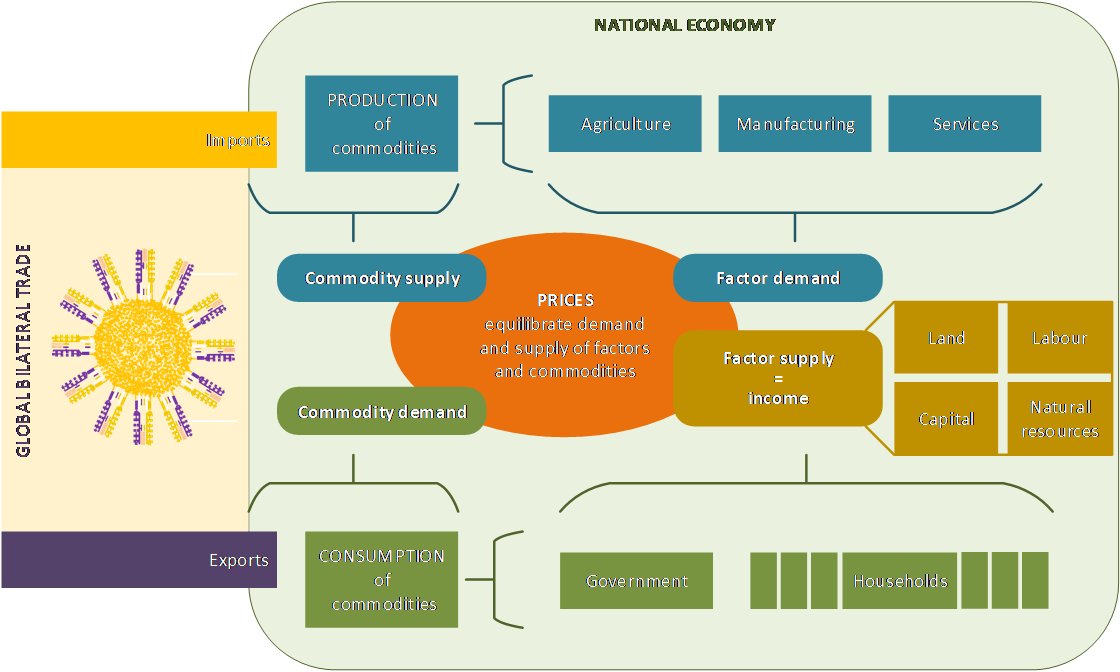 NATIONAL ECONOMY
PRODUCTION
of
commodities
Agriculture
Manufacturing
Services
Imports
GLOBAL BILATERAL TRADE
Commodity supply
Factor demand
PRICES
equilibrate demand
and supply of factors
and commodities
Factor supply
=
income
Land
Labour
Capital
Natural
resources
Commodity demand
Exports
CONSUMPTION
of
commodities
Government
Households